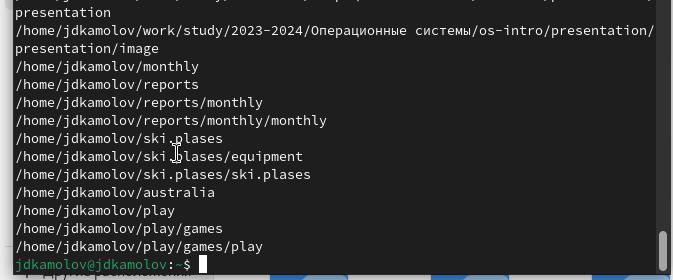 presentation
/home/jdkamolov/work/study/2023-2024/Операционные системы/os-intro/presentation/
presentation/image
/home/jdkamolov/monthly
/home/jdkamolov/reports
/home/jdkamolov/reports/monthly
/home/jdkamolov/reports/monthly/monthly
/home/jdkamolov/ski.plases
/home/jdkamolov/ski.plases/equipment
/home/jdkamolov/ski.plases/ski.plases
/home/jdkamolov/australia
/home/jdkamolov/play
/home/jdkamolov/play/games
/home/jdkamolov/play/games/play
jdkamolov@jdkamolov:~$